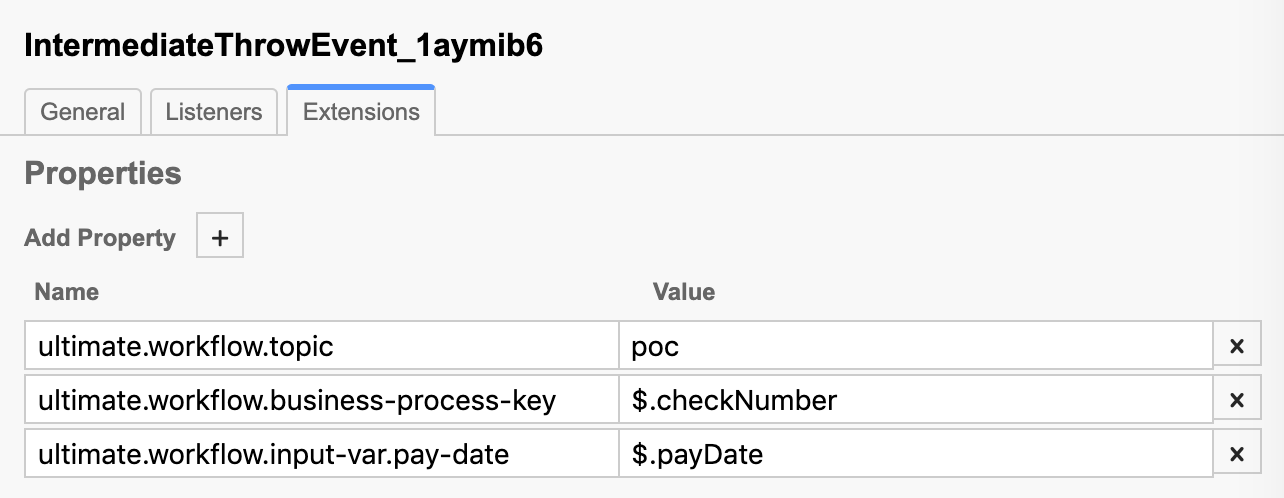 IntermediateThrowEvent_1aymib6
General Listeners Extensions
Properties
Add Property +
Name Value
ultimate.workflow.topic poc ×
ultimate.workflow.business-process-key $.checkNumber ×
ultimate.workflow.input-var.pay-date $.payDate ×